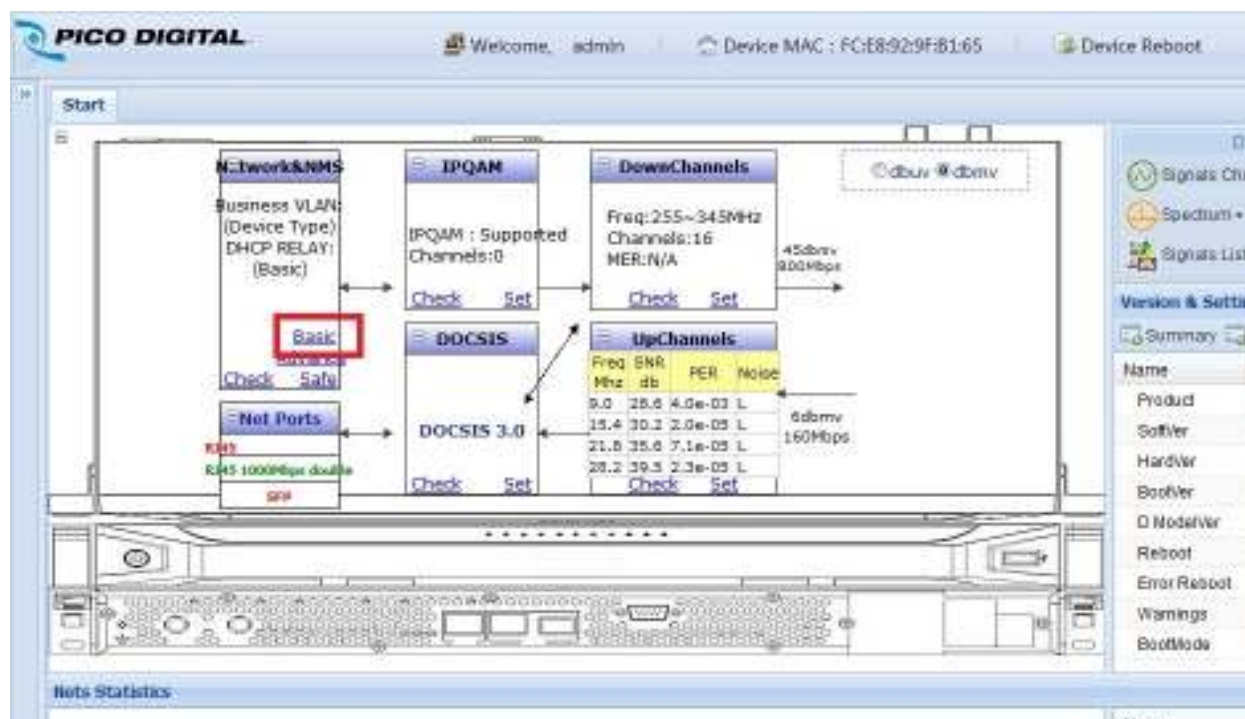 PICO DIGITAL
Welcome, admin
Device MAC : FC:E8:92:9F:B1:65
Device Reboot
Start
Network&NMS
Business VLAN:
(Device Type)
DHCP RELAY:
(Basic)
Basic
Check Safe
IPQAM
IPQAM : Supported
Channels:0
Check Set
DownChannels
Freq:255~345MHz
Channels:16
MER:N/A
Check Set
dbuv dbmv
45dbmv
800Mbps
Net Ports
RJ45
RJ45 1000Mbps double
SFP
DOCSIS
DOCSIS 3.0
Check Set
UpChannels
Freq Mhz SNR db PER Noise
9.0 28.6 4.0e-03 L
15.4 30.2 2.0e-05 L
21.8 35.6 7.1e-05 L
28.2 39.5 2.3e-05 L
Check Set
6dbmv
160Mbps
D
Signals Ch
Spectrum
Signals List
Version & Setti
Summary
Name
Product
SoftVer
HardVer
BootVer
D ModelVer
Reboot
Error Reboot
Warnings
BootMode
Nets Statistics